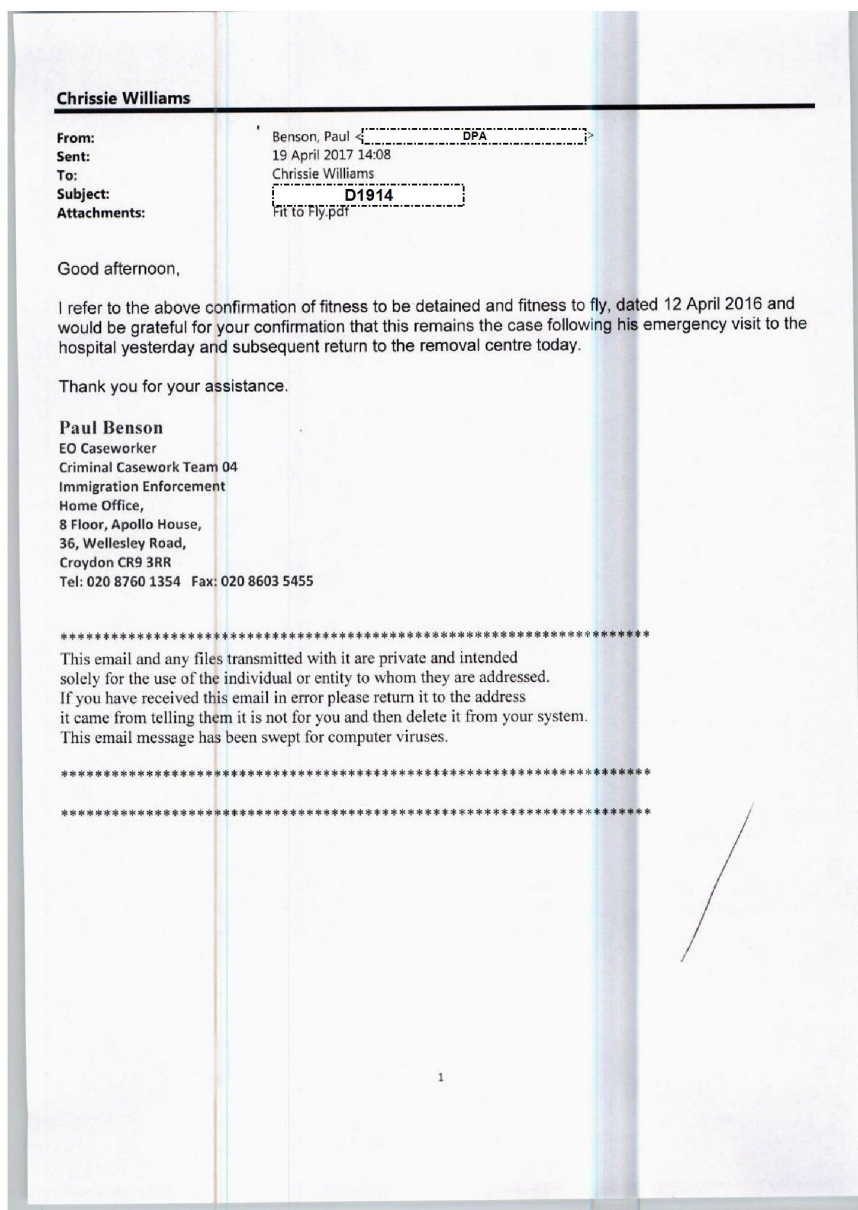 Chrissie Williams
From: Benson, Paul < DPA >
Sent: 19 April 2017 14:08
To: Chrissie Williams
Subject: D1914
Attachments: Fit to Fly.pdf
Good afternoon,
I refer to the above confirmation of fitness to be detained and fitness to fly, dated 12 April 2016 and
would be grateful for your confirmation that this remains the case following his emergency visit to the
hospital yesterday and subsequent return to the removal centre today.
Thank you for your assistance.
Paul Benson
EO Caseworker
Criminal Casework Team 04
Immigration Enforcement
Home Office,
8 Floor, Apollo House,
36, Wellesley Road,
Croydon CR9 3RR
Tel: 020 8760 1354 Fax: 020 8603 5455
**********************************************************************
This email and any files transmitted with it are private and intended
solely for the use of the individual or entity to whom they are addressed.
If you have received this email in error please return it to the address
it came from telling them it is not for you and then delete it from your system.
This email message has been swept for computer viruses.
**********************************************************************
**********************************************************************
1